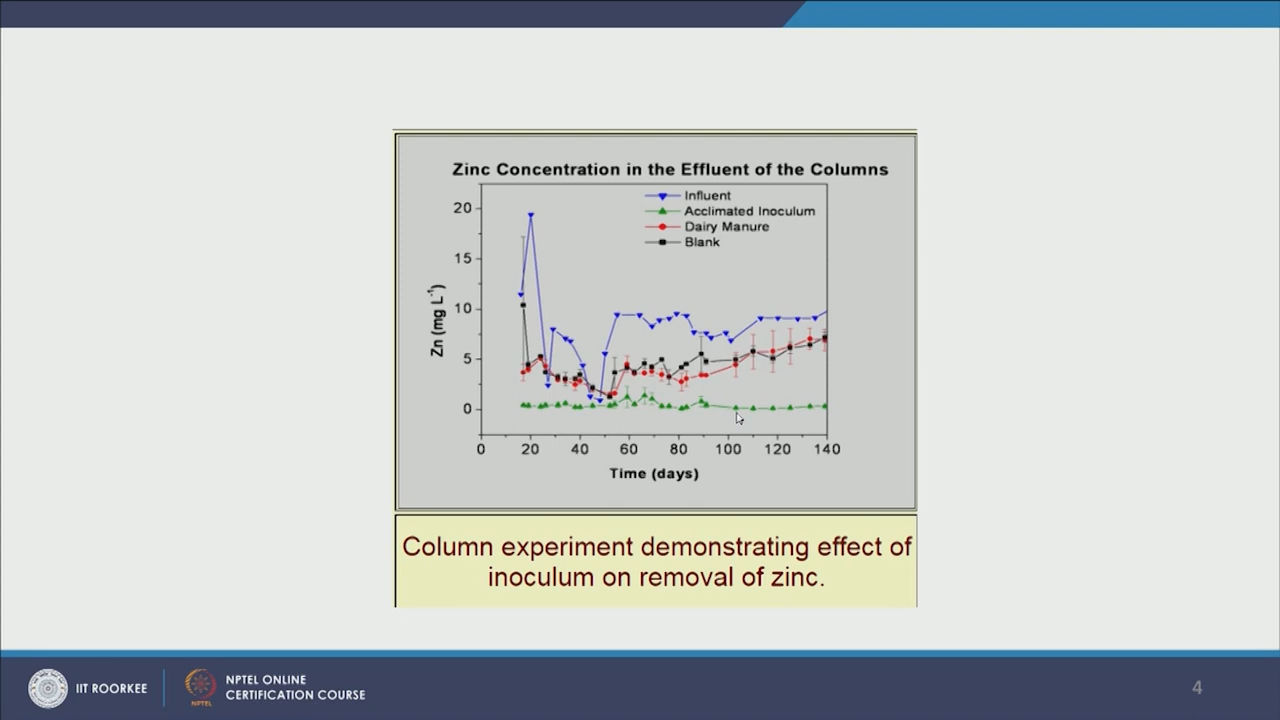 Zinc Concentration in the Effluent of the Columns
Influent
Acclimated Inoculum
Dairy Manure
Blank
Zn (mg L⁻¹)
20
15
10
5
0
0 20 40 60 80 100 120 140
Time (days)
Column experiment demonstrating effect of
inoculum on removal of zinc.
IIT ROORKEE
NPTEL
NPTEL ONLINE
CERTIFICATION COURSE
4